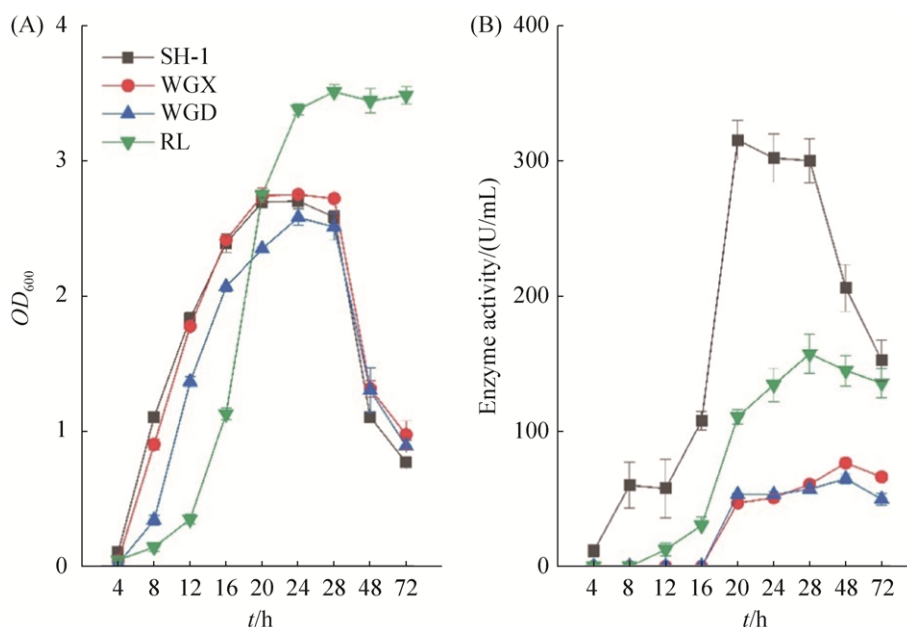 (A)
4
3
2
1
0
OD600
SH-1
WGX
WGD
RL
4 8 12 16 20 24 28 48 72
t/h
(B)
400
300
200
100
0
Enzyme activity/(U/mL)
4 8 12 16 20 24 28 48 72
t/h